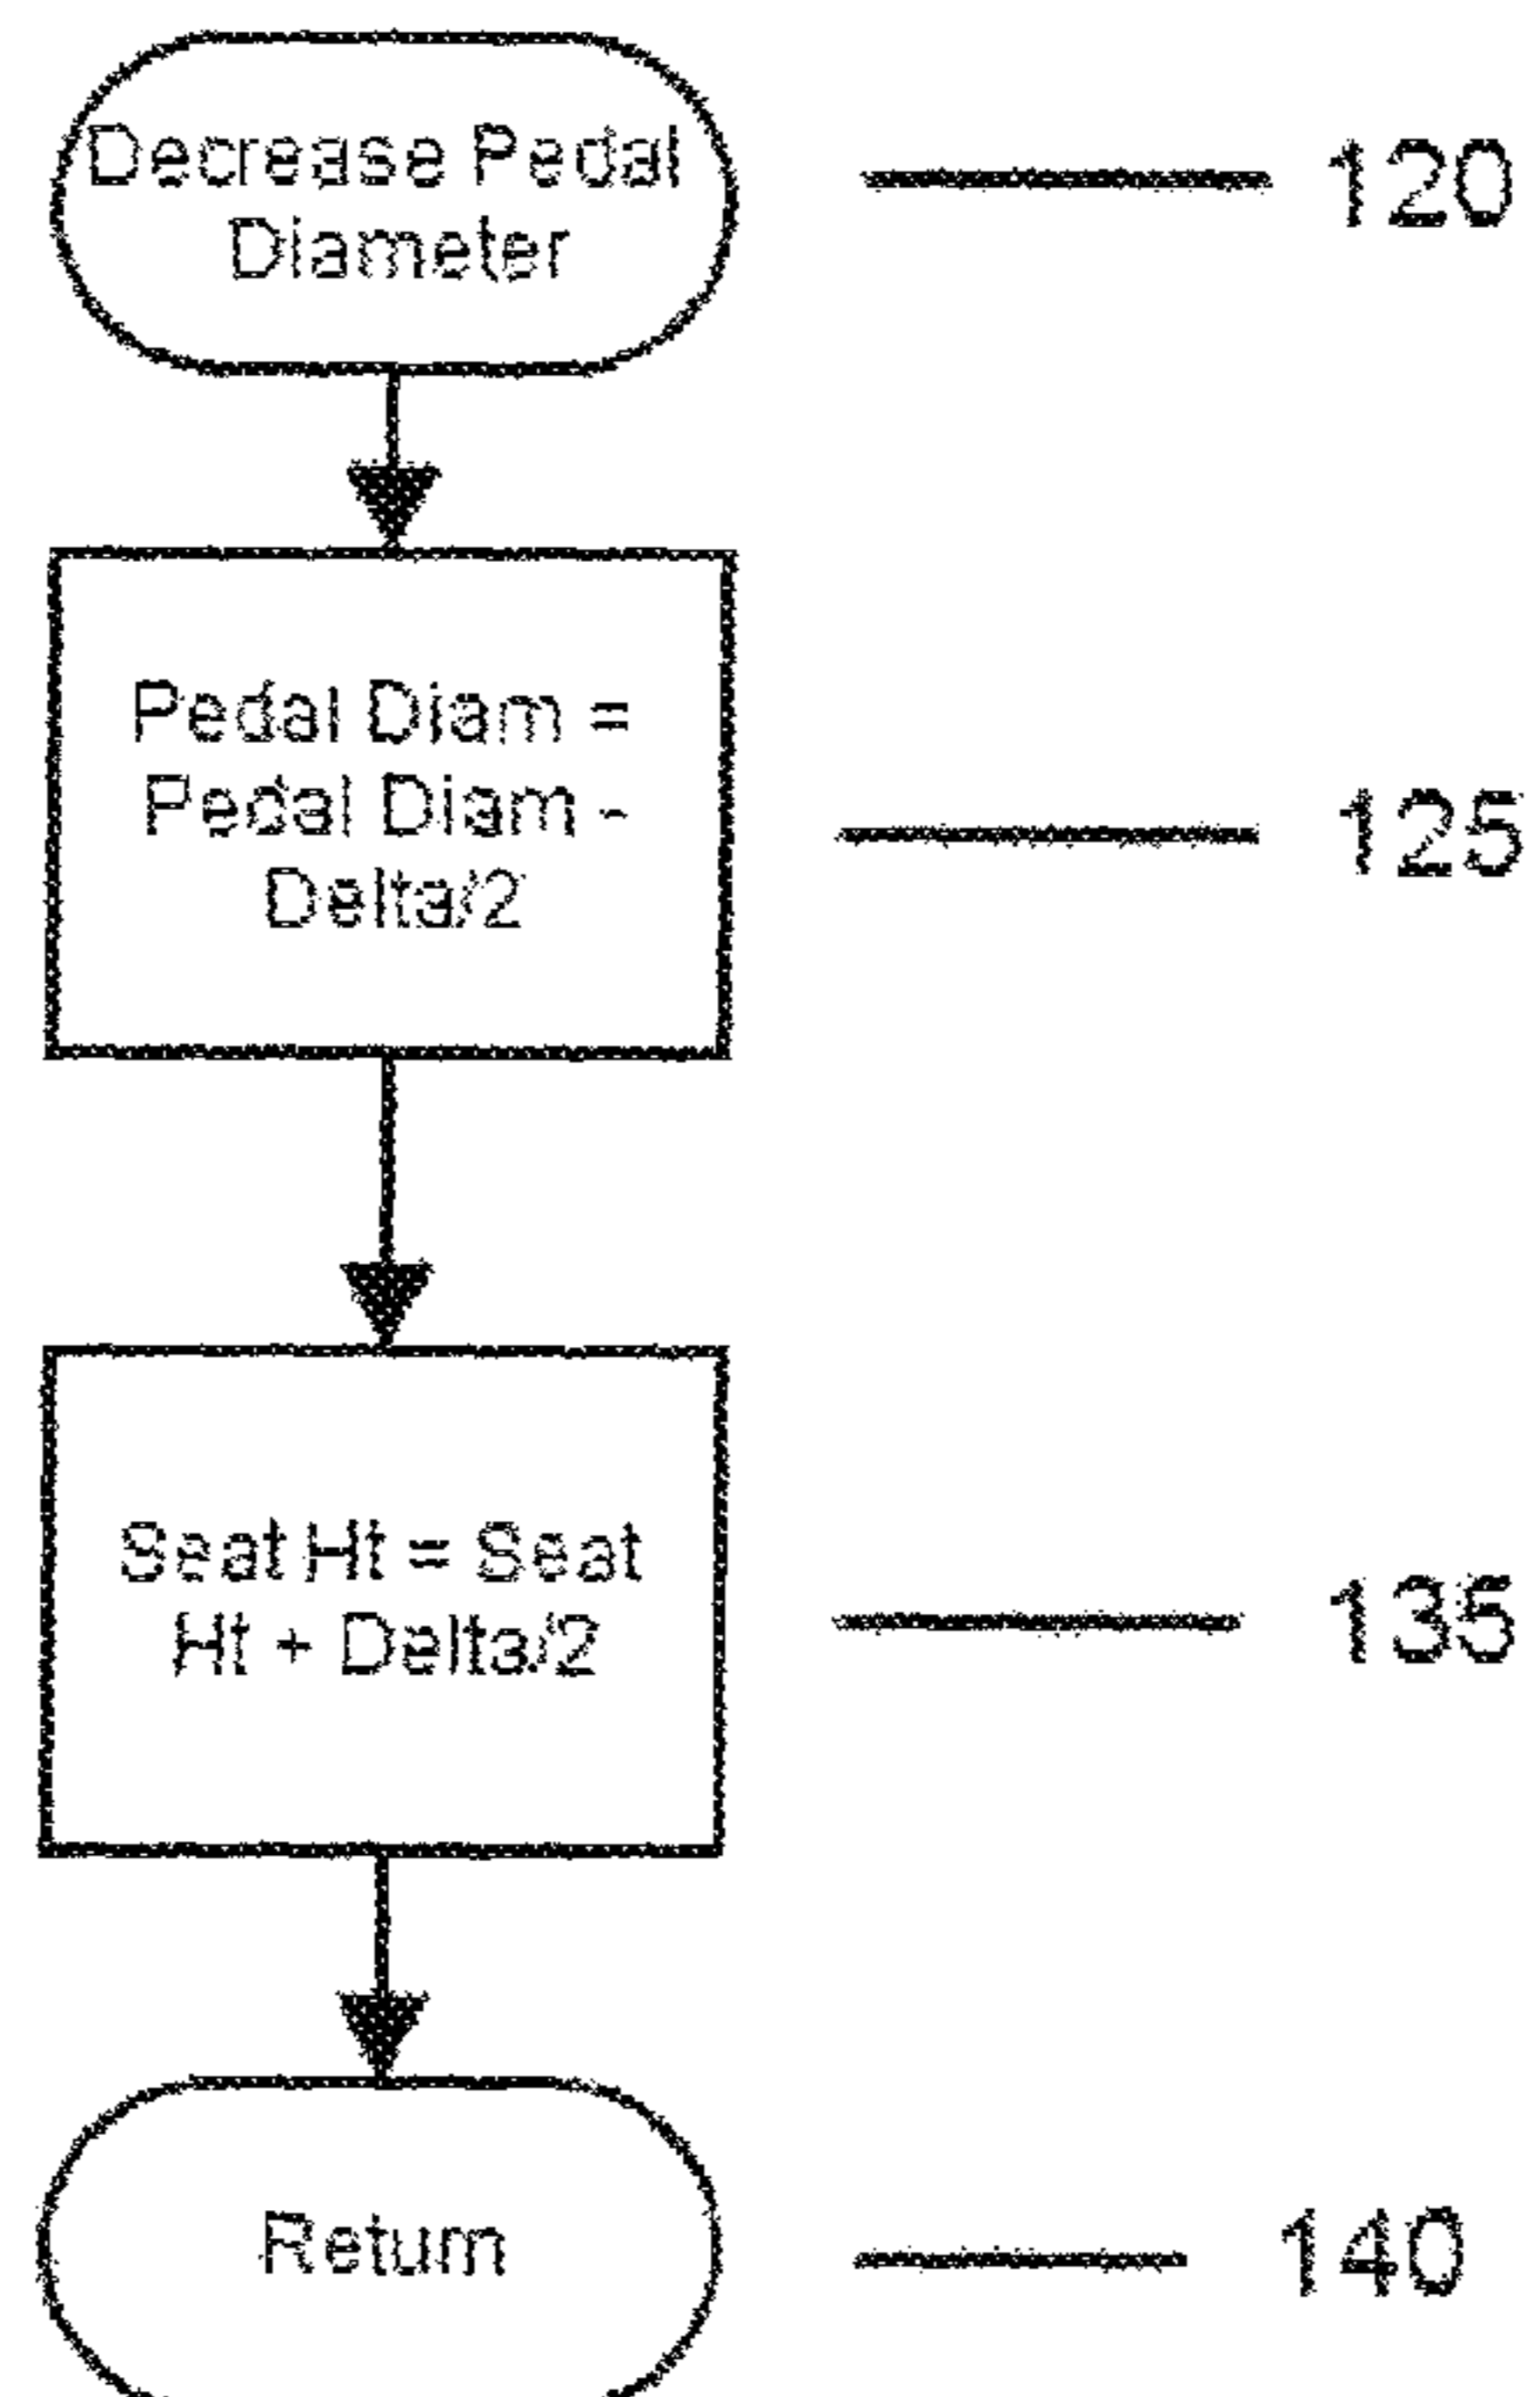 Decrease Pedal
Diameter
120
Pedal Diam =
Pedal Diam -
Delta/2
125
Seat Ht = Seat
Ht + Delta/2
135
Return
140